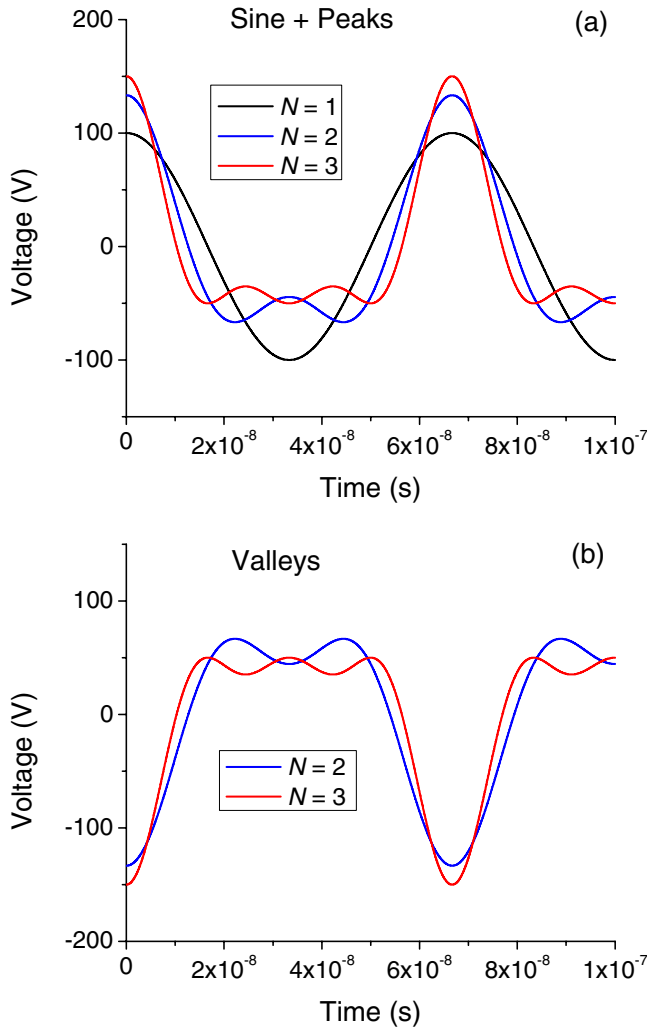 Sine + Peaks
(a)
200
100
0
-100
Voltage (V)
N = 1
N = 2
N = 3
0
2x10⁻⁸
4x10⁻⁸
6x10⁻⁸
8x10⁻⁸
1x10⁻⁷
Time (s)
Valleys
(b)
100
0
-100
-200
Voltage (V)
N = 2
N = 3
0
2x10⁻⁸
4x10⁻⁸
6x10⁻⁸
8x10⁻⁸
1x10⁻⁷
Time (s)